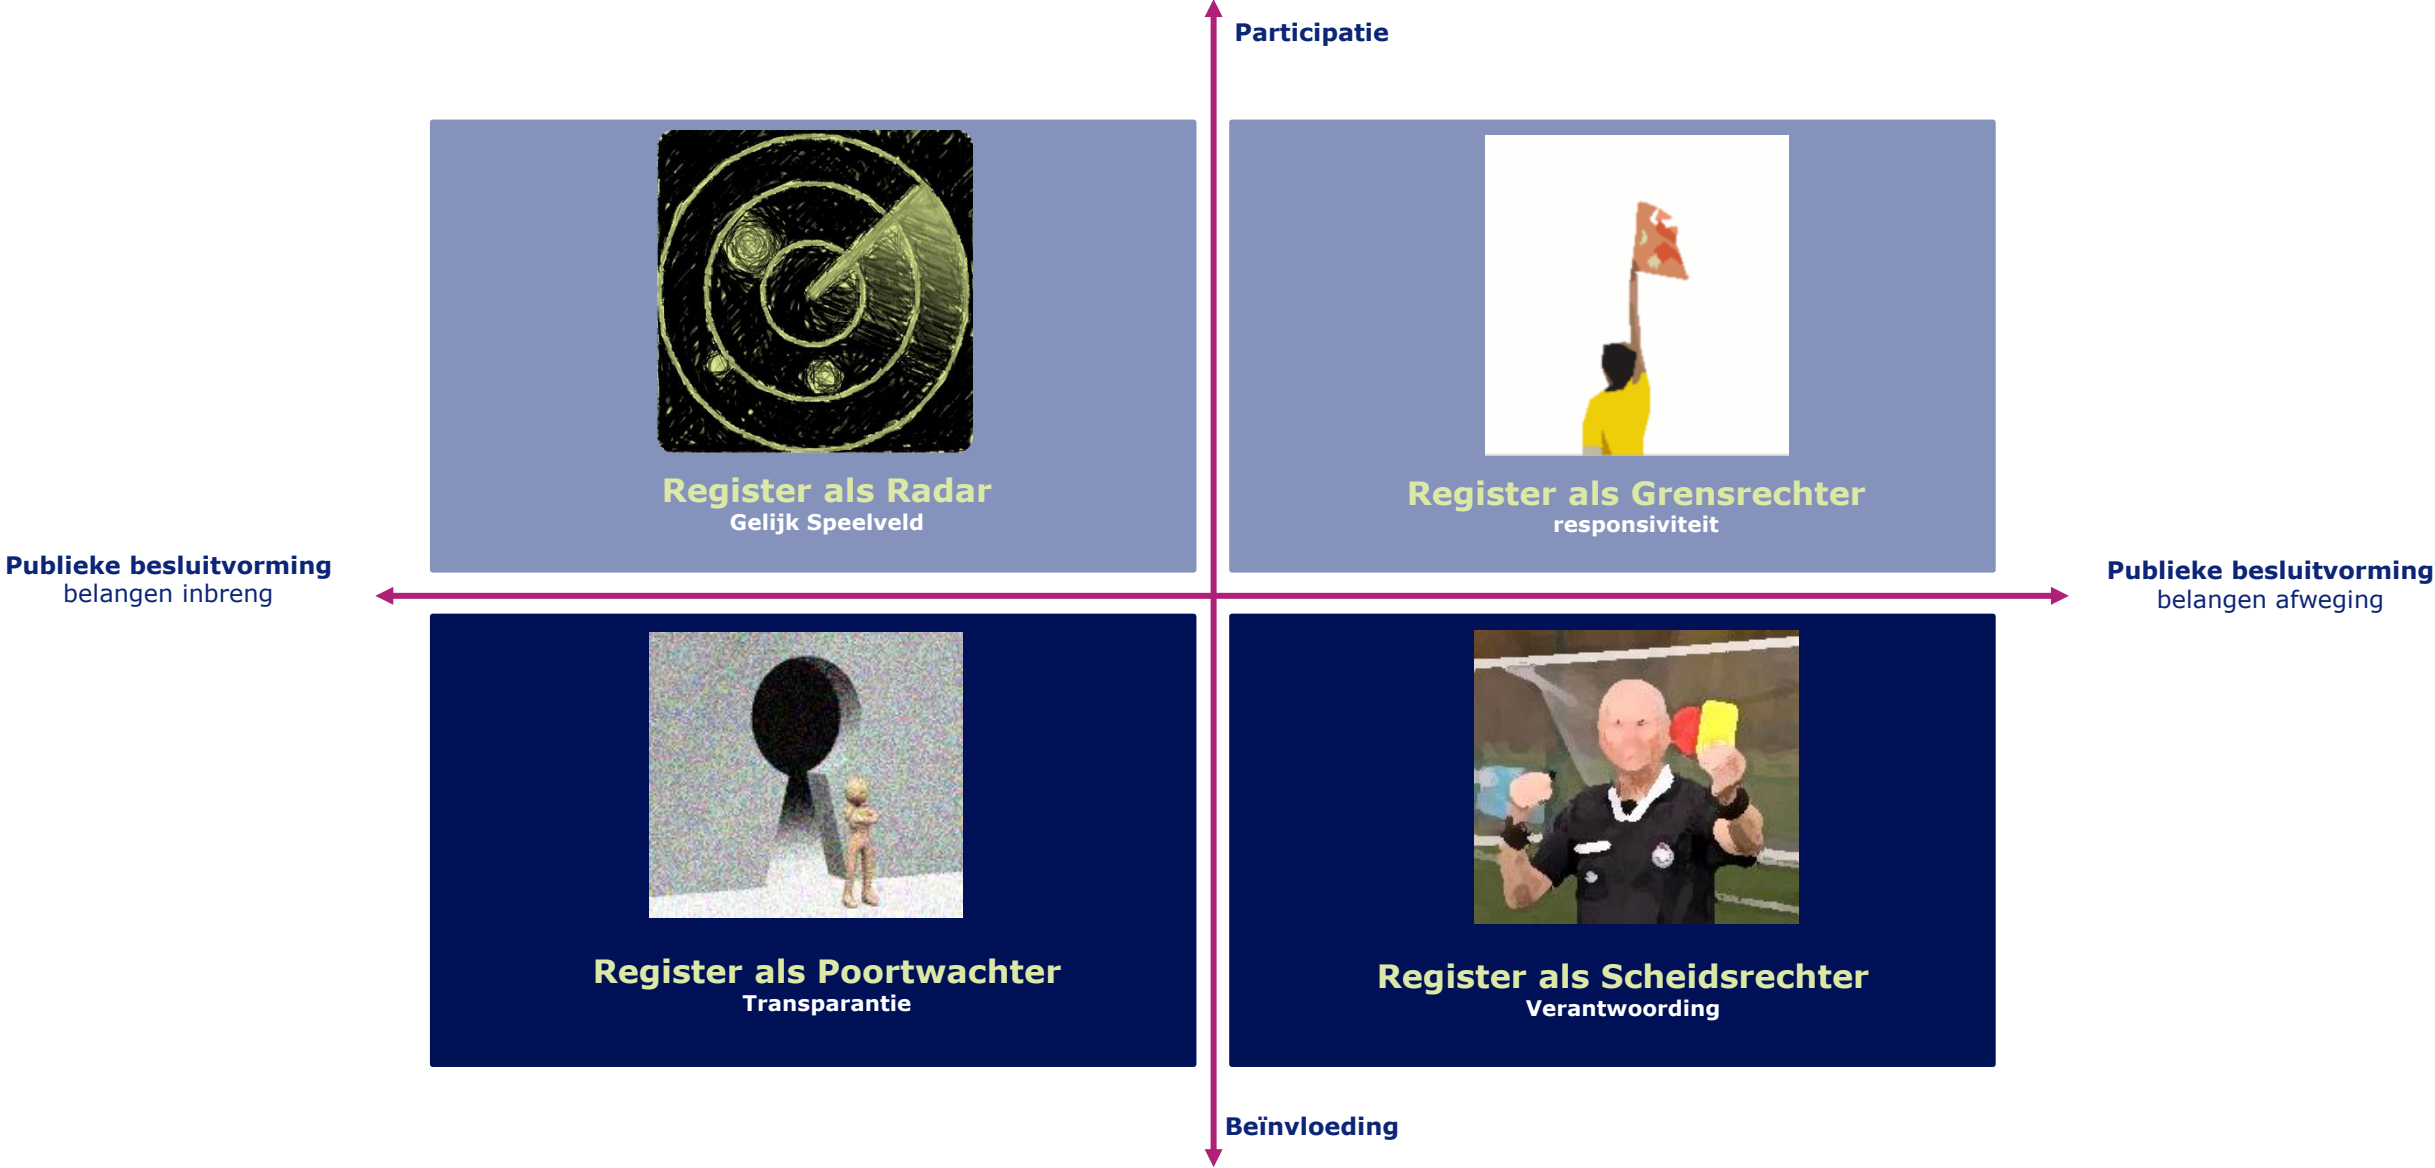 Participatie
Register als Radar
Gelijk Speelveld
Register als Grensrechter
responsiviteit
Publieke besluitvorming
belangen inbreng
Publieke besluitvorming
belangen afweging
Register als Poortwachter
Transparantie
Register als Scheidsrechter
Verantwoording
Beïnvloeding